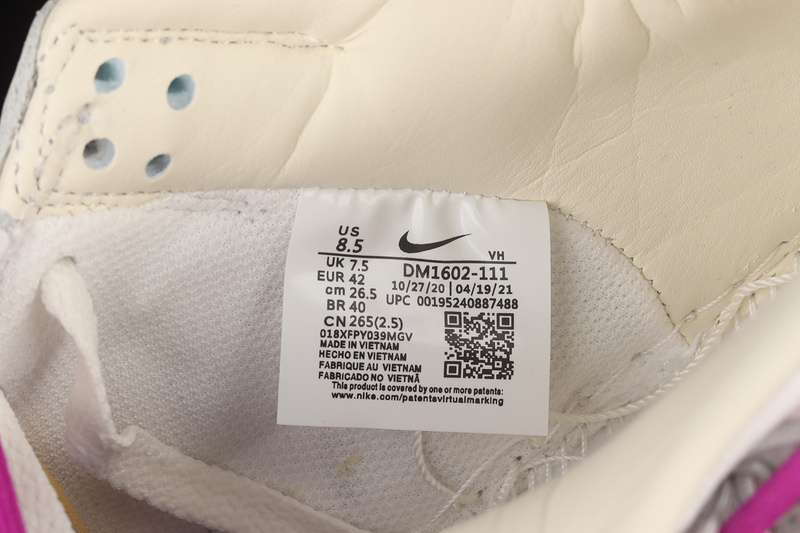 US
8.5
VH
UK 7.5
DM1602-111
EUR 42
10/27/20 | 04/19/21
cm 26.5
UPC 00195240887488
BR 40
CN 265(2.5)
018XFPY039MGV
MADE IN VIETNAM
HECHO EN VIETNAM
FABRIQUE AU VIETNAM
FABRICADO NO VIETNÃ
This product is covered by one or more patents:
www.nike.com/patentsvirtualmarking